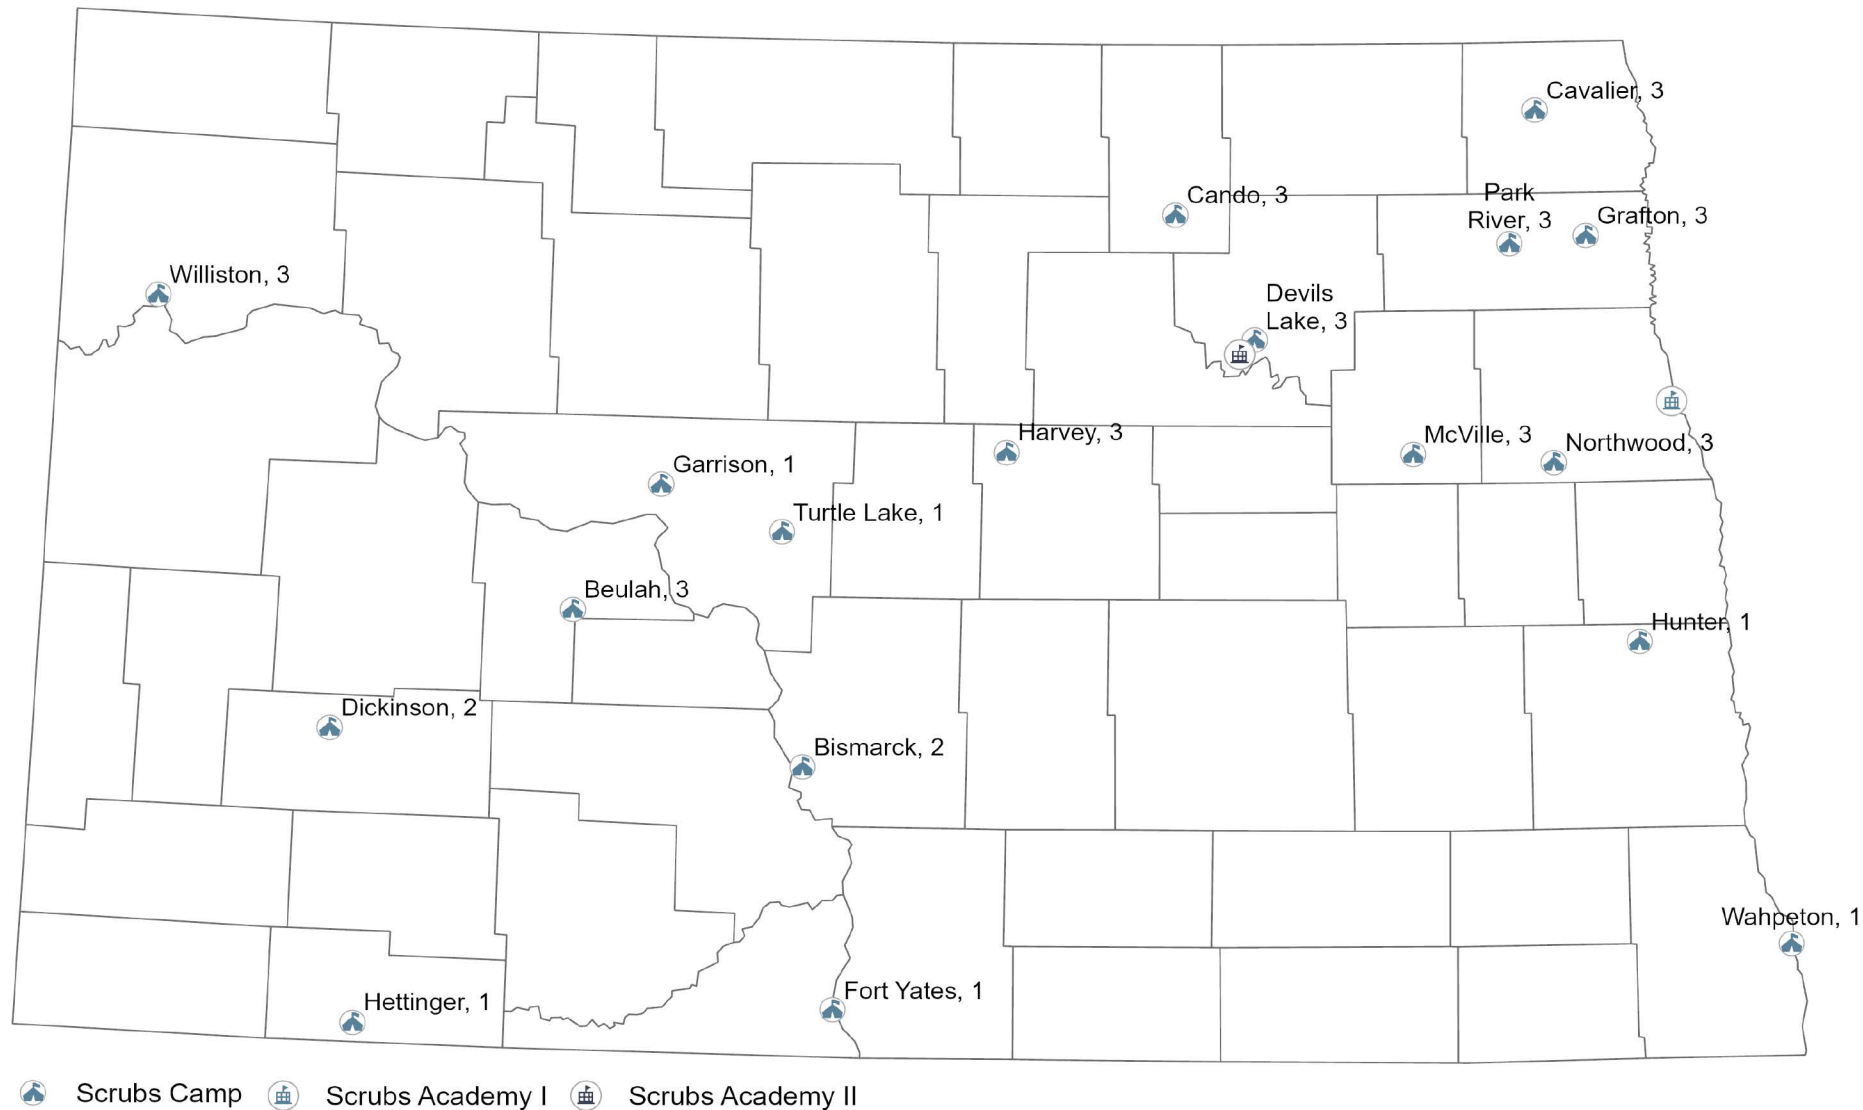 Cavalier, 3
Cando, 3
Park
River, 3
Grafton, 3
Williston, 3
Devils
Lake, 3
Harvey, 3
McVille, 3
Northwood, 3
Garrison, 1
Turtle Lake, 1
Beulah, 3
Hunter, 1
Dickinson, 2
Bismarck, 2
Wahpeton, 1
Fort Yates, 1
Hettinger, 1
Scrubs Camp
Scrubs Academy I
Scrubs Academy II